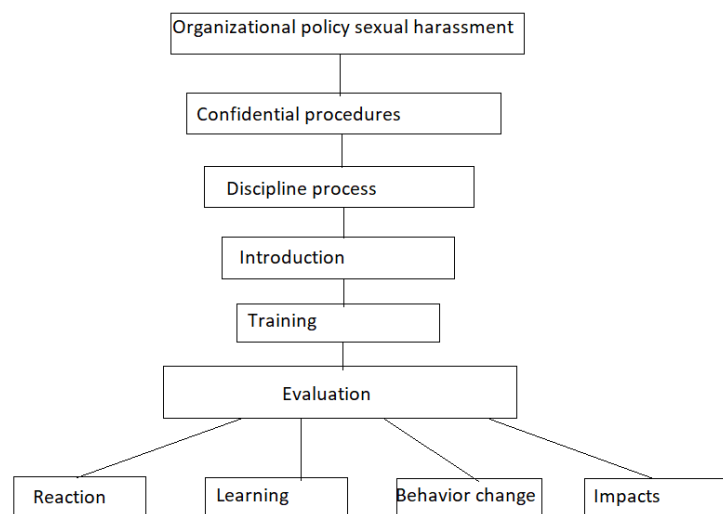 Organizational policy sexual harassment
Confidential procedures
Discipline process
Introduction
Training
Evaluation
Reaction
Learning
Behavior change
Impacts